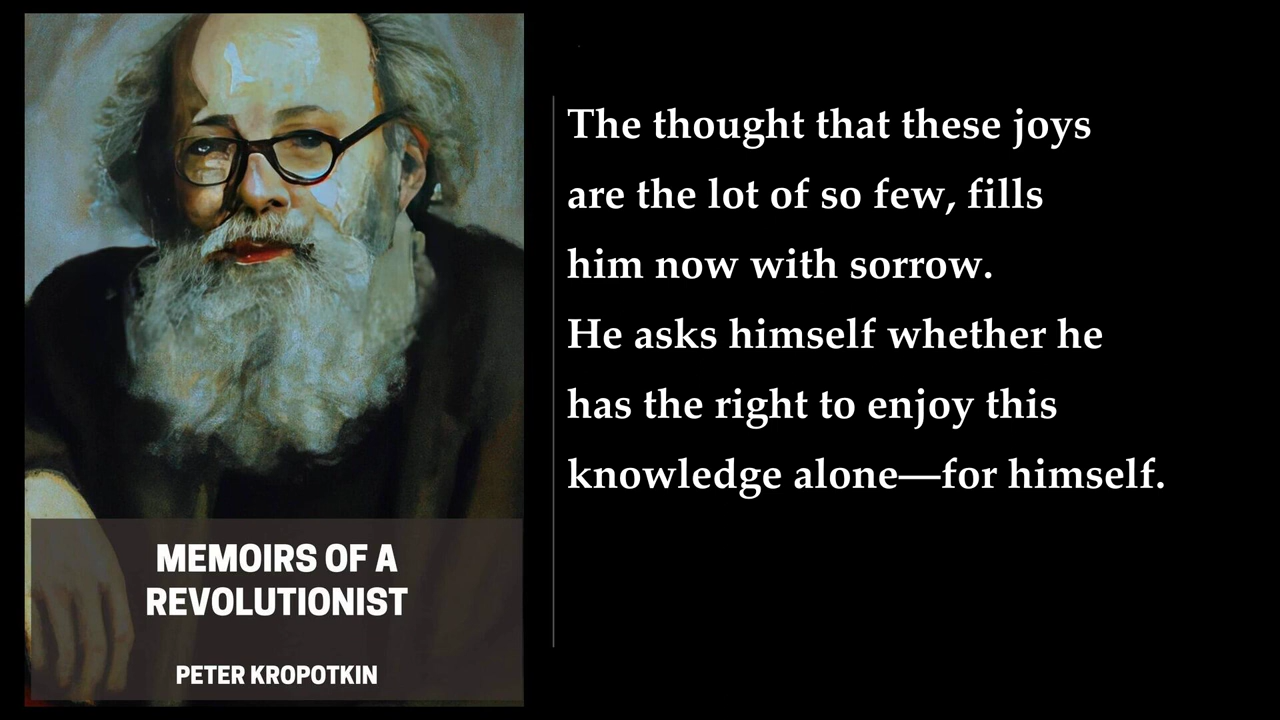 The thought that these joys
are the lot of so few, fills
him now with sorrow.
He asks himself whether he
has the right to enjoy this
knowledge alone—for himself.
MEMOIRS OF A
REVOLUTIONIST
PETER KROPOTKIN